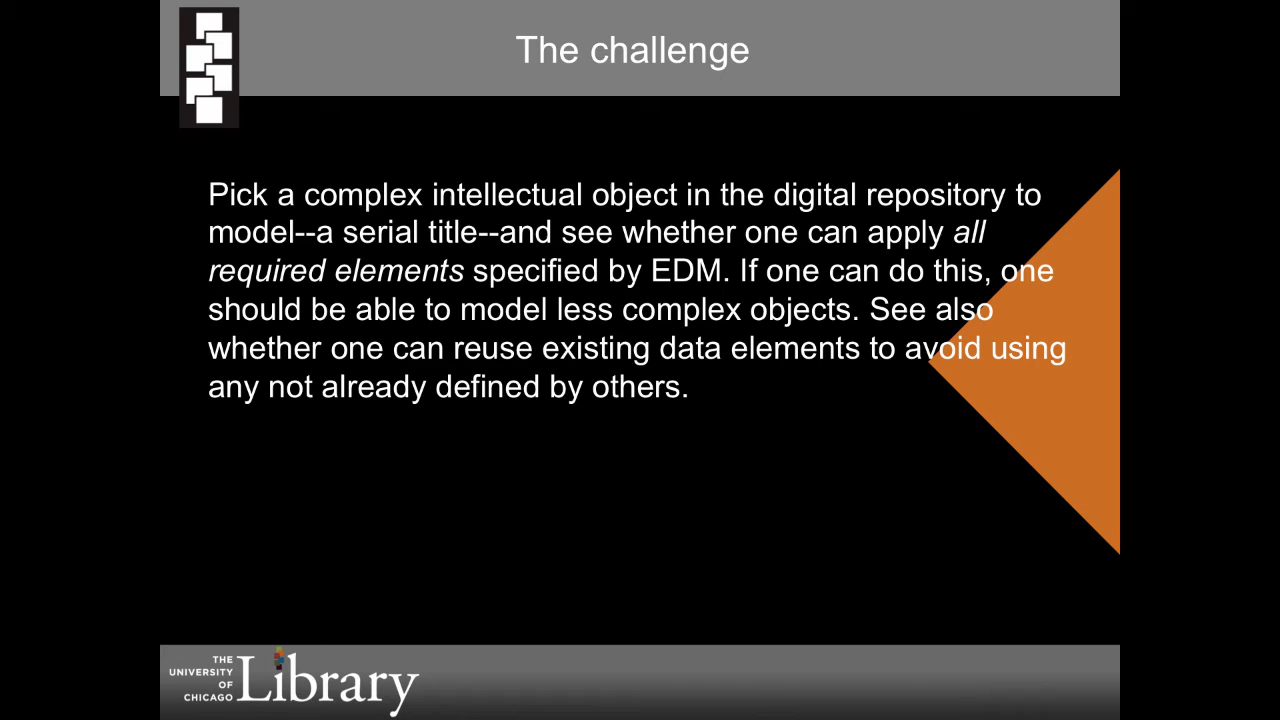 The challenge
Pick a complex intellectual object in the digital repository to
model--a serial title--and see whether one can apply all
required elements specified by EDM. If one can do this, one
should be able to model less complex objects. See also
whether one can reuse existing data elements to avoid using
any not already defined by others.
THE
UNIVERSITY
OF
CHICAGO
Library